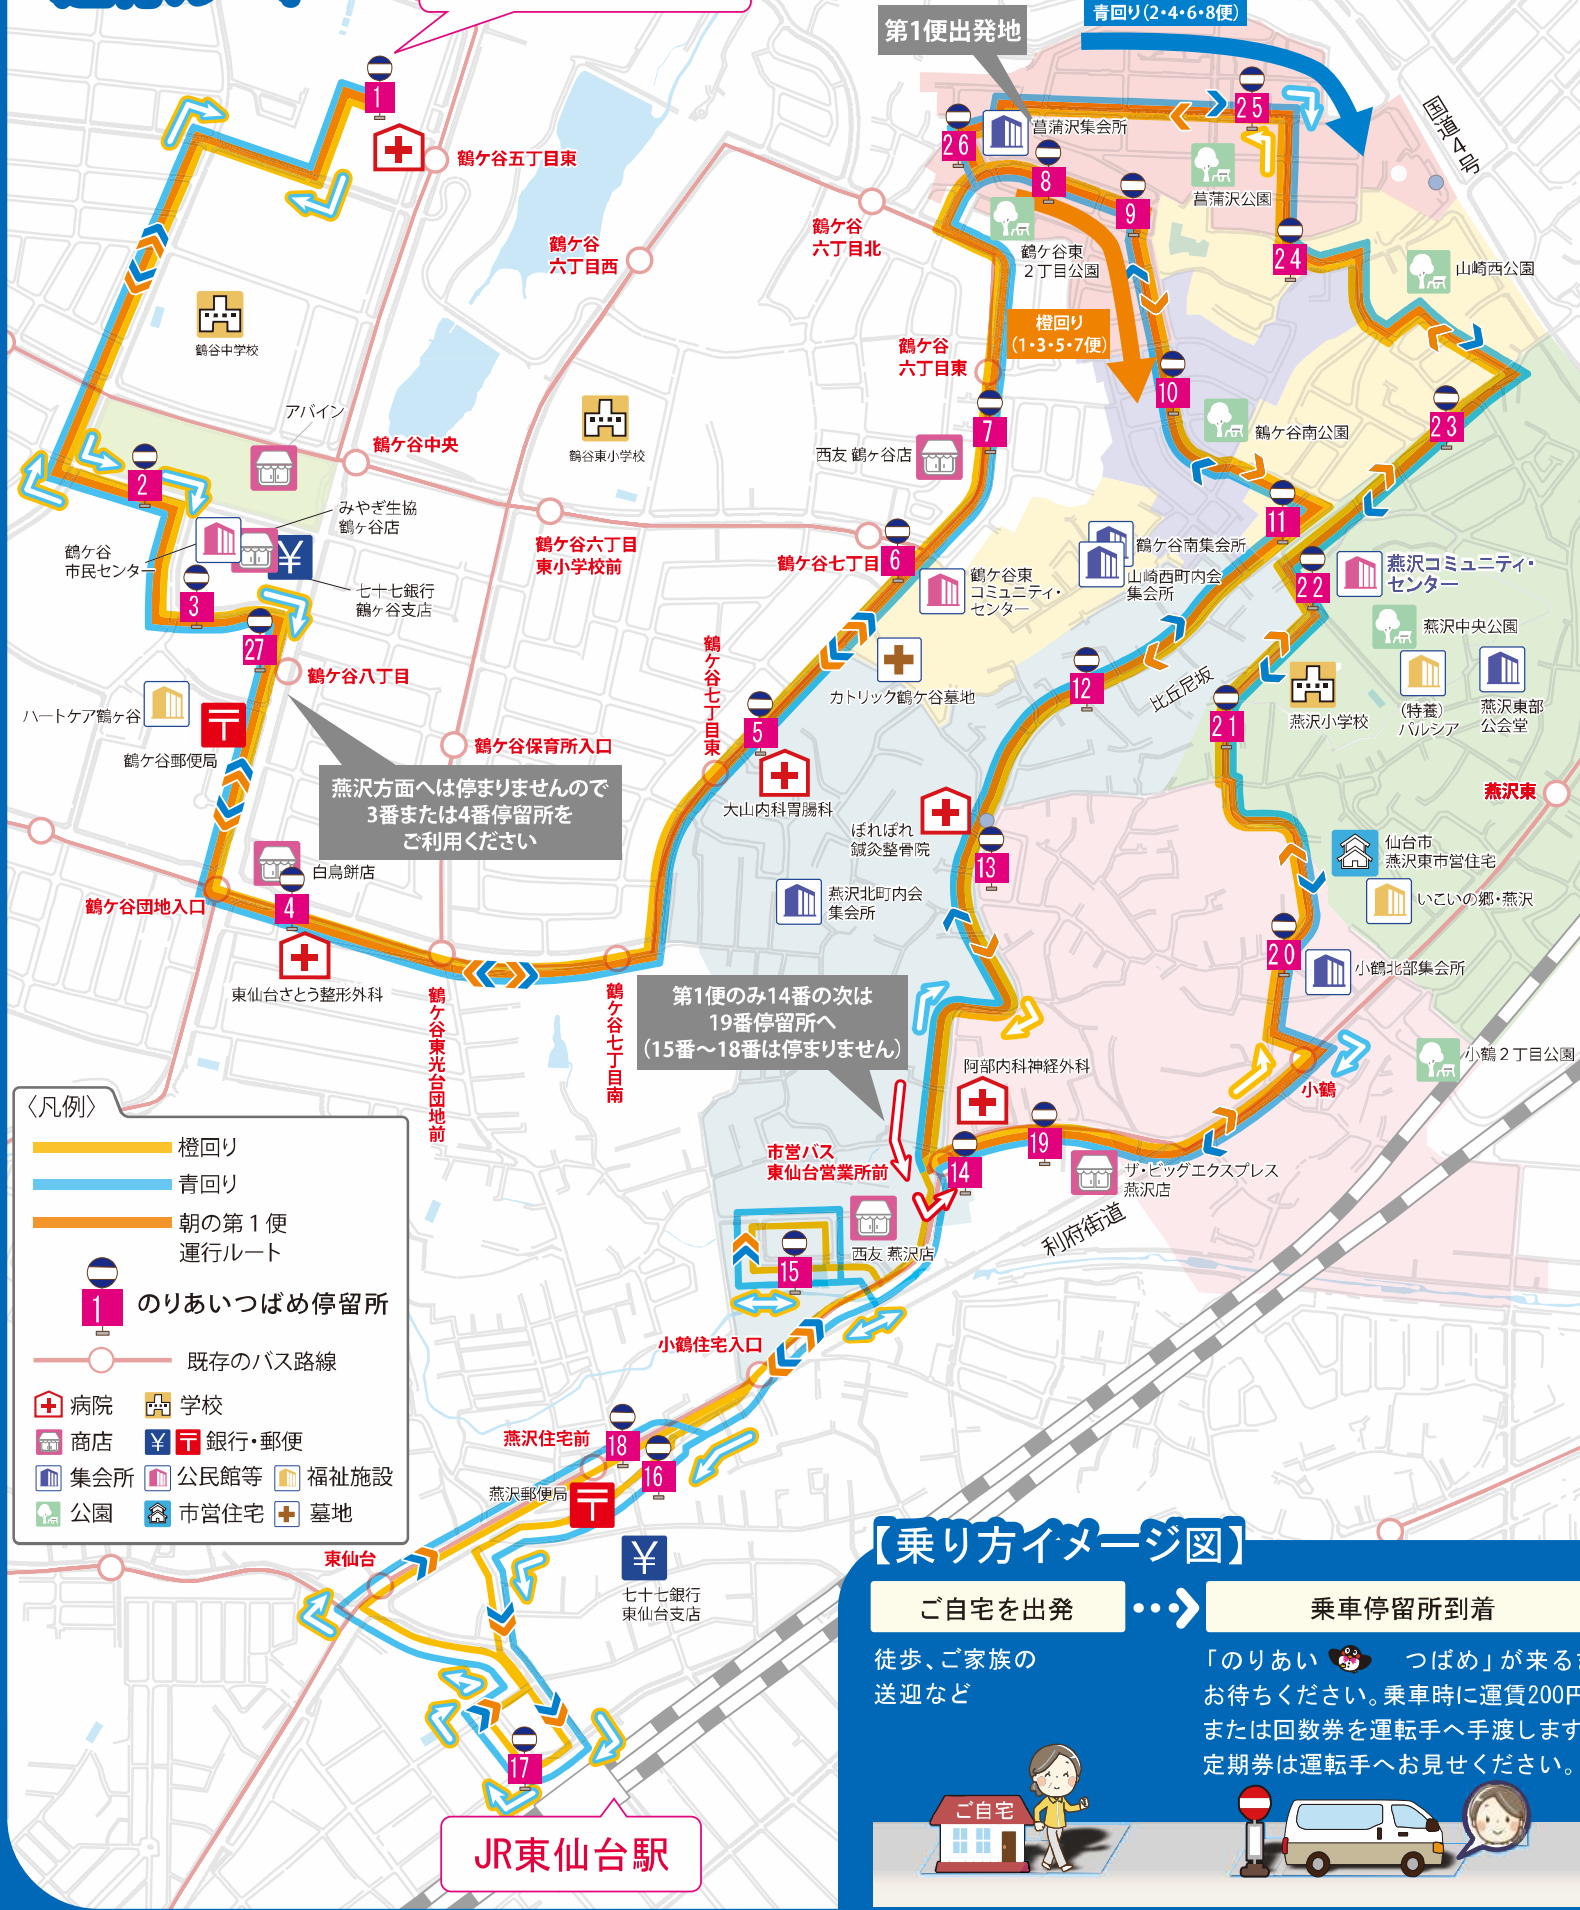 青回り(2・4・6・8便)
第1便出発地
国道4号
1
25
26
菖蒲沢集会所
8
9
菖蒲沢公園
鶴ケ谷五丁目東
鶴ケ谷
六丁目西
鶴ケ谷
六丁目北
鶴ケ谷東
2丁目公園
24
山崎西公園
橙回り
(1・3・5・7便)
鶴谷中学校
鶴ケ谷
六丁目東
10
7
23
アバイン
鶴ケ谷中央
鶴谷東小学校
西友 鶴ヶ谷店
鶴ケ谷南公園
2
みやぎ生協
鶴ヶ谷店
鶴ケ谷
市民センター
七十七銀行
鶴ヶ谷支店
鶴ケ谷六丁目
東小学校前
鶴ケ谷七丁目
6
鶴ケ谷東
コミュニティ・
センター
鶴ケ谷南集会所
山崎西町内会
集会所
11
22
燕沢コミュニティ・
センター
燕沢中央公園
3
27
鶴ケ谷八丁目
鶴ケ谷七丁目東
カトリック鶴ケ谷墓地
12
比丘尼坂
燕沢小学校
(特養)
パルシア
燕沢東部
公会堂
ハートケア鶴ヶ谷
鶴ケ谷郵便局
鶴ケ谷保育所入口
5
21
燕沢方面へは停まりませんので
3番または4番停留所を
ご利用ください
大山内科胃腸科
ぽれぽれ
鍼灸整骨院
13
燕沢東
仙台市
燕沢東市営住宅
いこいの郷・燕沢
白鳥餅店
4
鶴ケ谷団地入口
燕沢北町内会
集会所
20
小鶴北部集会所
東仙台さとう整形外科
鶴ケ谷東光台団地前
鶴ケ谷七丁目南
第1便のみ14番の次は
19番停留所へ
(15番〜18番は停まりません)
阿部内科神経外科
小鶴2丁目公園
小鶴
19
14
市営バス
東仙台営業所前
ザ・ビッグエクスプレス
燕沢店
利府街道
西友 燕沢店
15
小鶴住宅入口
燕沢住宅前
18
16
燕沢郵便局
東仙台
七十七銀行
東仙台支店
17
JR東仙台駅
〈凡例〉
橙回り
青回り
朝の第1便
運行ルート
1
のりあいつばめ停留所
既存のバス路線
病院
学校
商店
銀行・郵便
集会所
公民館等
福祉施設
公園
市営住宅
墓地
【乗り方イメージ図】
ご自宅を出発
乗車停留所到着
徒歩、ご家族の
送迎など
「のりあい つばめ」が来る
お待ちください。乗車時に運賃200円
または回数券を運転手へ手渡します
定期券は運転手へお見せください。
ご自宅